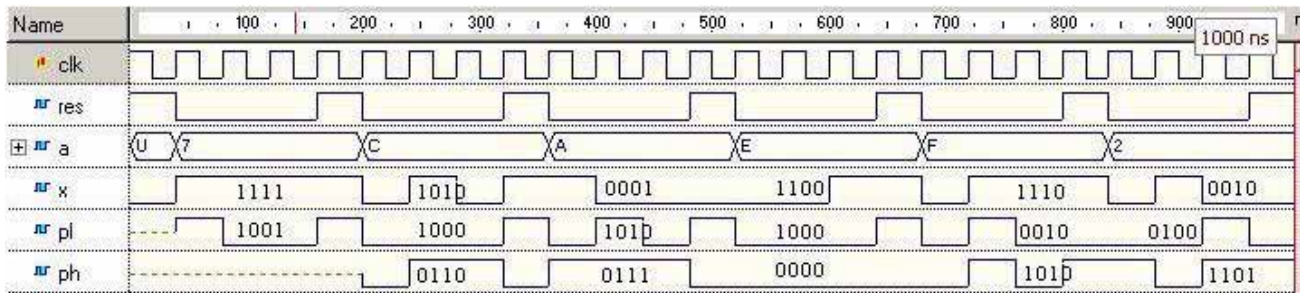 Name 100 200 300 400 500 600 700 800 900
1000 ns
clk
res
a U 7 C A E F 2
x 1111 1010 0001 1100 1110 0010
pl 1001 1000 1010 1000 0010 0100
ph 0110 0111 0000 1010 1101